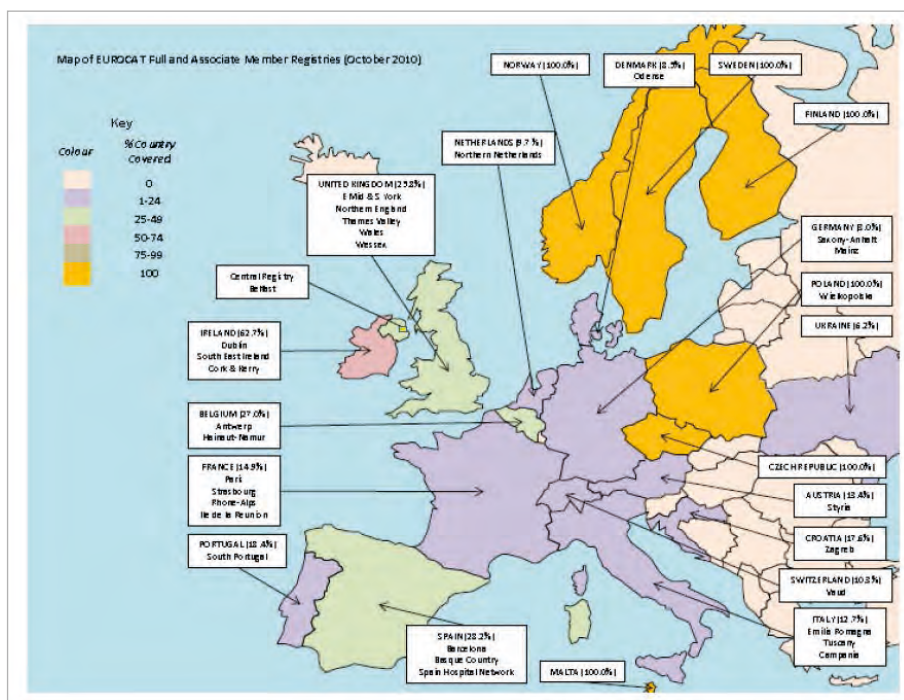 Map of EUROCAT Full and Associate Member Registries (October 2010)
Key
Colour
% Country
Covered
0
1-24
25-49
50-74
75-99
100
NORWAY (100.0%)
DENMARK (8.5%)
Odense
SWEDEN (100.0%)
FINLAND (100.0%)
NETHERLANDS (9.7 %)
Northern Netherlands
UNITED KINGDOM (29.8%)
E Mid & S York
Northern England
Thames Valley
Wales
Wessex
GERMANY (3.0%)
Saxony-Anhalt
Mainz
Central Registry
Belfast
POLAND (100.0%)
Wielkopolska
UKRAINE (6.2%)
IRELAND (62.7%)
Dublin
South East Ireland
Cork & Kerry
BELGIUM (27.0%)
Antwerp
Hainaut-Namur
FRANCE (14.9%)
Paris
Strasbourg
Rhone-Alps
Ile de la Reunion
CZECH REPUBLIC (100.0%)
AUSTRIA (13.4%)
Styria
CROATIA (17.6%)
Zagreb
PORTUGAL (18.4%)
South Portugal
SWITZERLAND (10.8%)
Vaud
ITALY (12.7%)
Emilia Romagna
Tuscany
Campania
SPAIN (28.2%)
Barcelona
Basque Country
Spain Hospital Network
MALTA (100.0%)